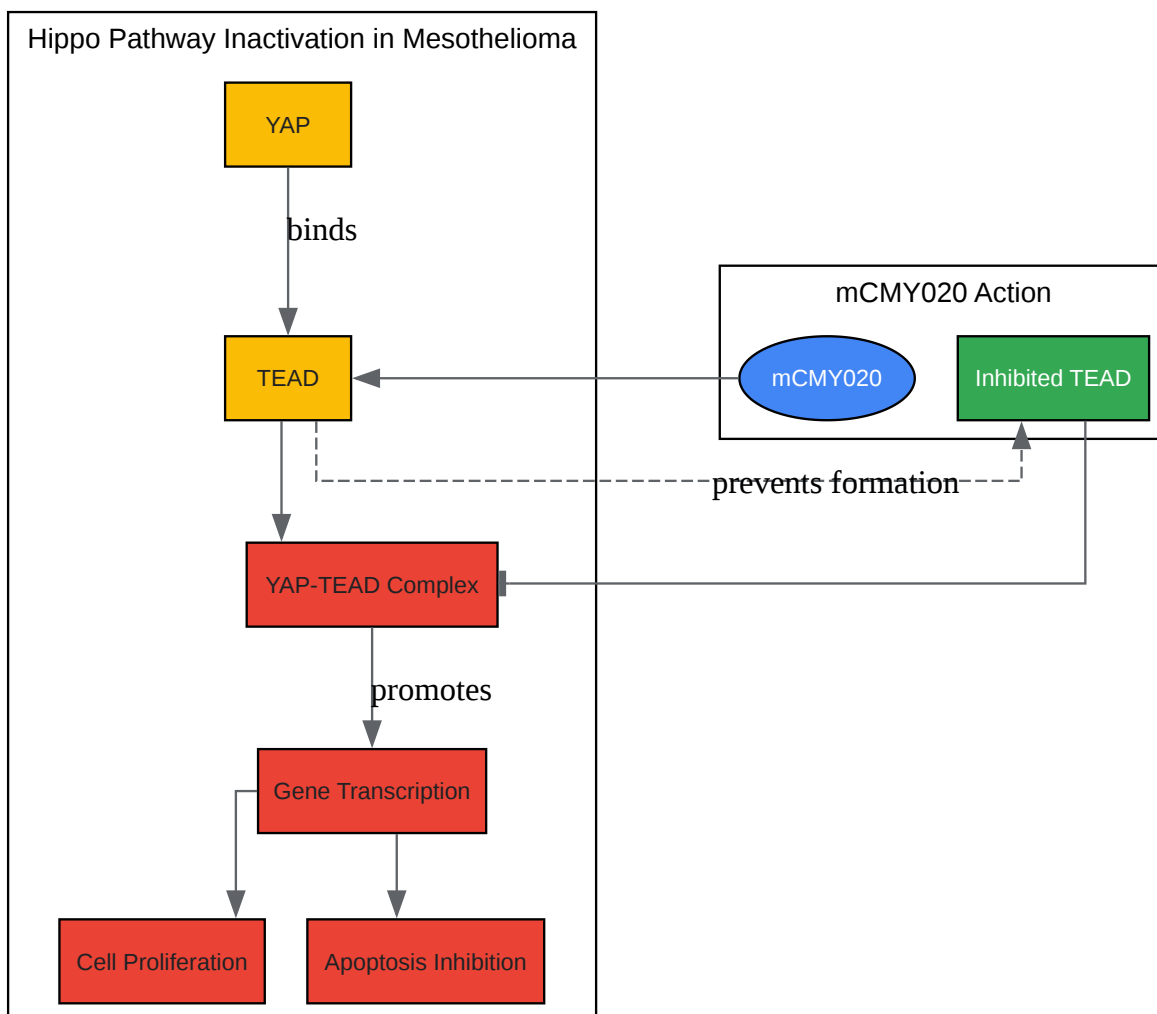 Hippo Pathway Inactivation in Mesothelioma
YAP
binds
mCMY020 Action
TEAD
mCMY020
Inhibited TEAD
prevents formation
YAP-TEAD Complex
promotes
Gene Transcription
Cell Proliferation
Apoptosis Inhibition